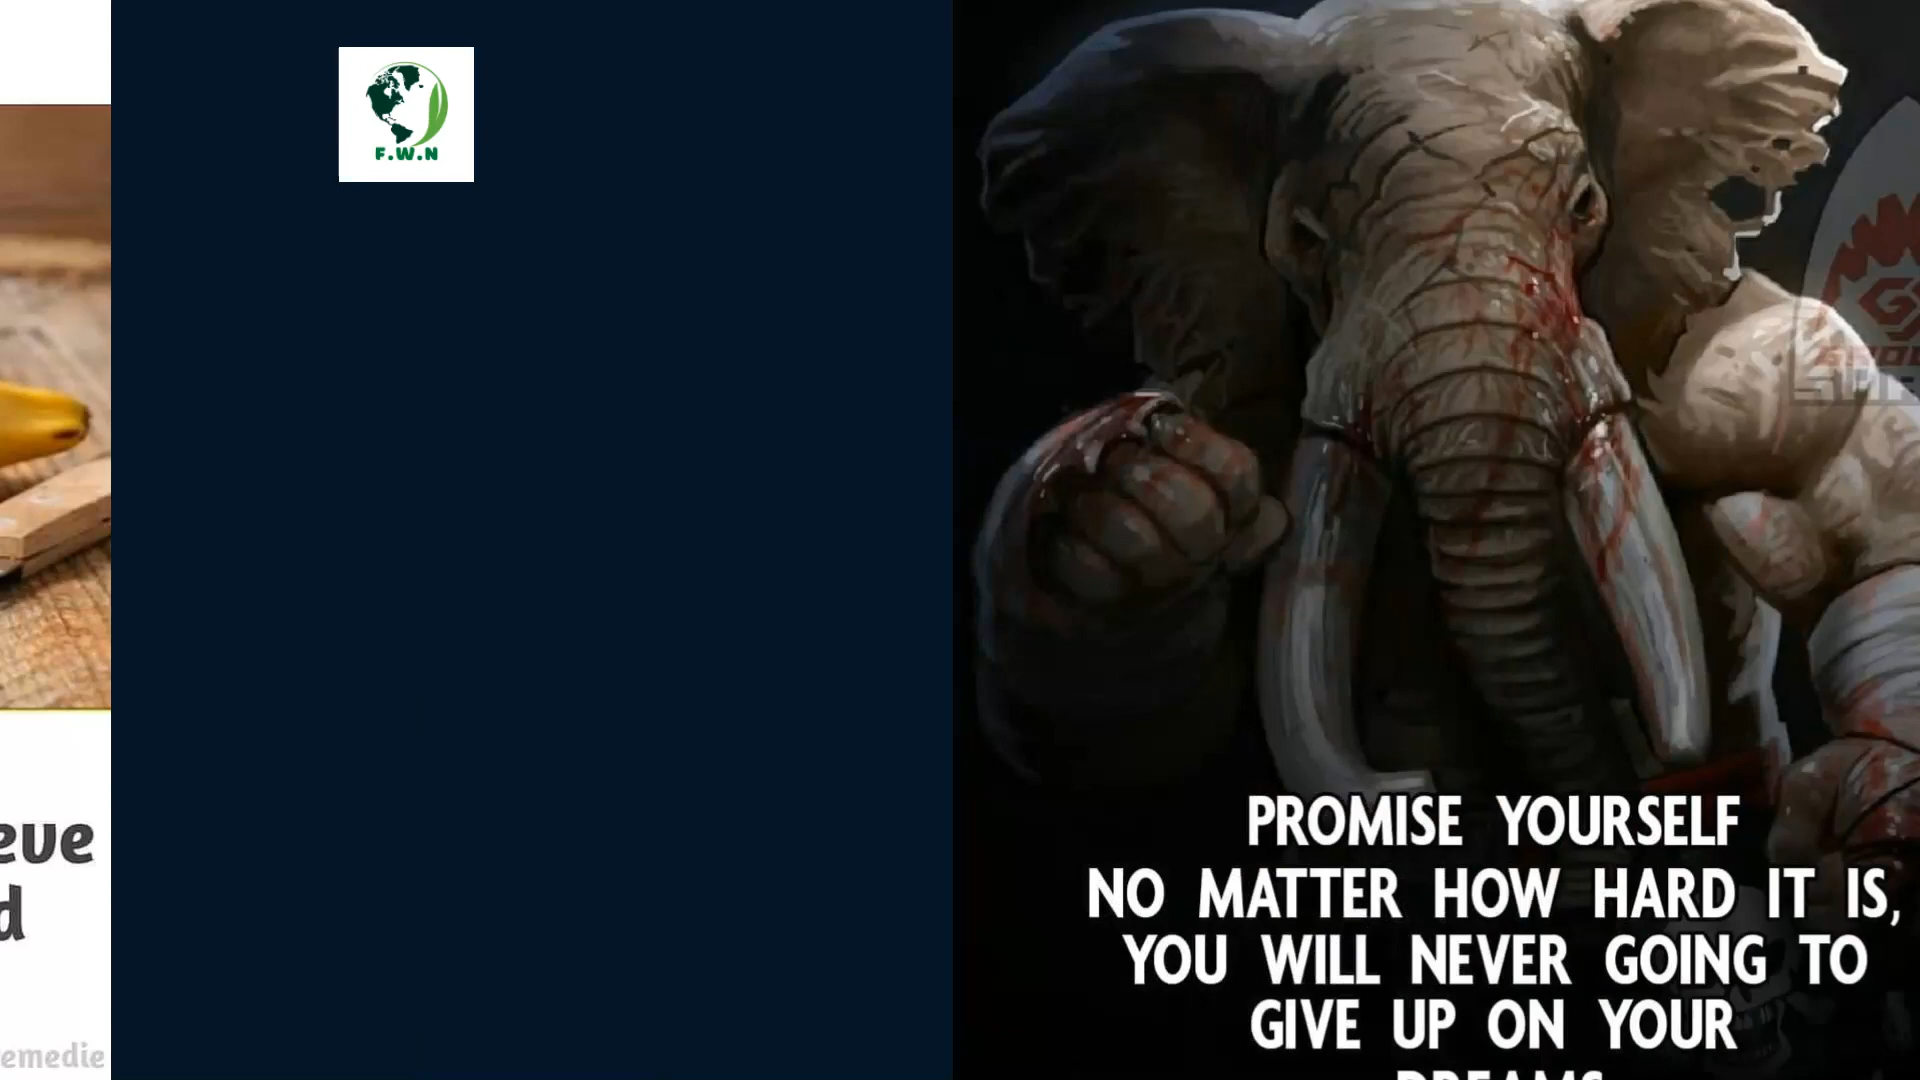 eve
d
emedie
F.W.N
PROMISE YOURSELF
NO MATTER HOW HARD IT IS,
YOU WILL NEVER GOING TO
GIVE UP ON YOUR
DREAMS